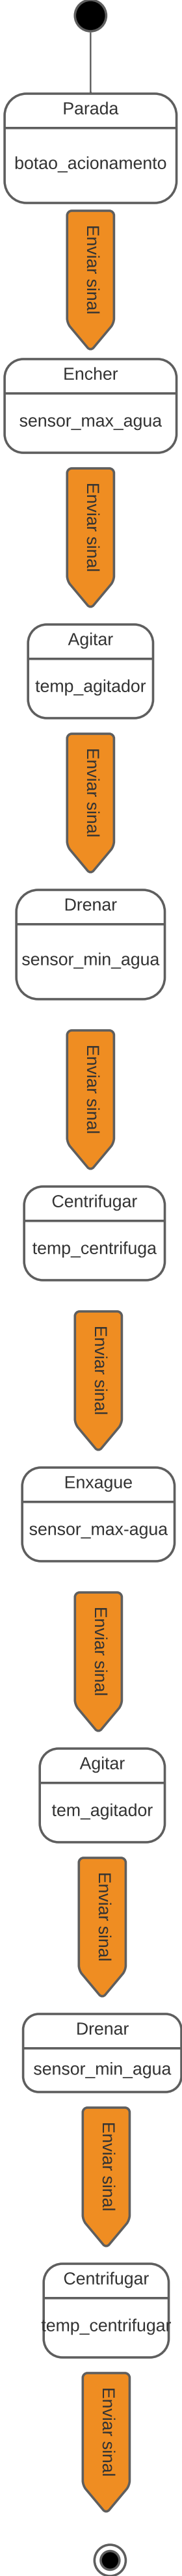 Parada
botao_acionamento
Enviar sinal
Encher
sensor_max_agua
Enviar sinal
Agitar
temp_agitador
Enviar sinal
Drenar
sensor_min_agua
Enviar sinal
Centrifugar
temp_centrifuga
Enviar sinal
Enxague
sensor_max-agua
Enviar sinal
Agitar
tem_agitador
Enviar sinal
Drenar
sensor_min_agua
Enviar sinal
Centrifugar
temp_centrifugar
Enviar sinal